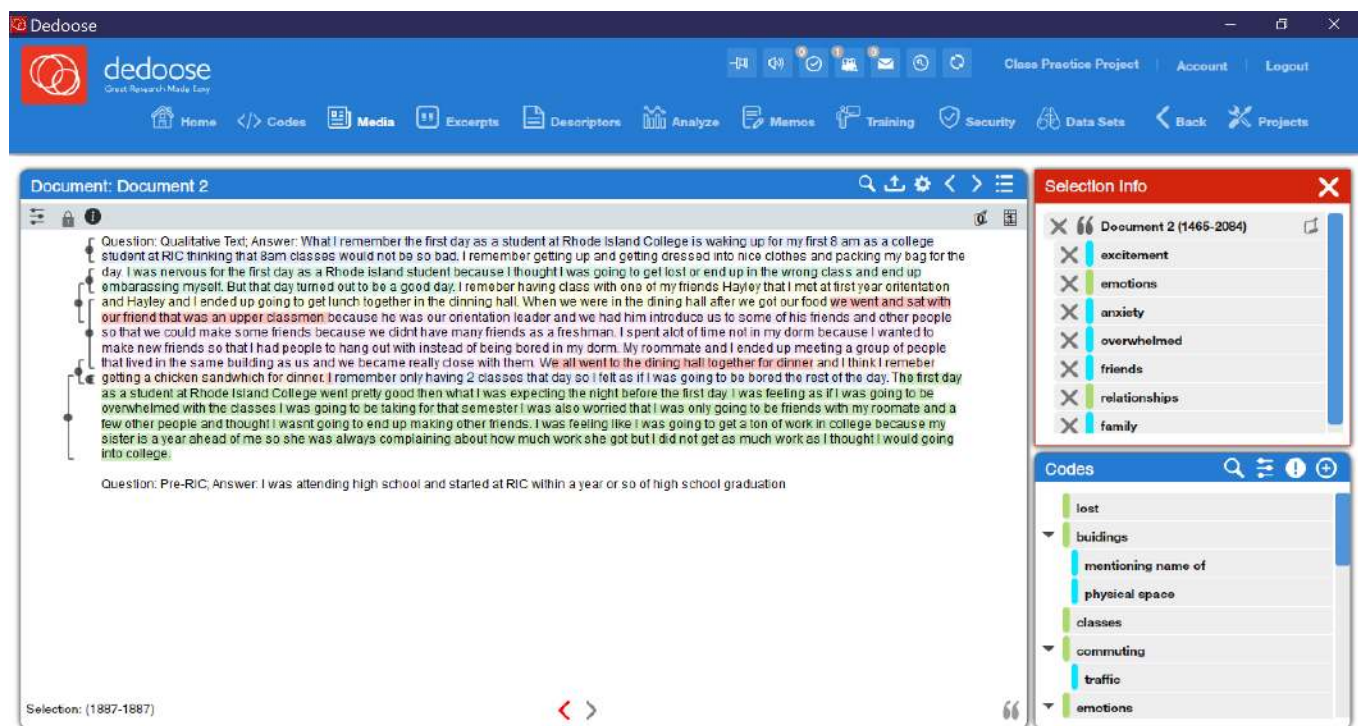 Dedoose
dedoose
Great Research Made Easy
0
1
0
Class Practice Project
Account
Logout
Home
</> Codes
Media
Excerpts
Descriptors
Analyze
Memos
Training
Security
Data Sets
Back
Projects
Document: Document 2
Question: Qualitative Text; Answer: What I remember the first day as a student at Rhode Island College is waking up for my first 8 am as a college
student at RIC thinking that 8am classes would not be so bad. I remember getting up and getting dressed into nice clothes and packing my bag for the
day. I was nervous for the first day as a Rhode island student because I thought I was going to get lost or end up in the wrong class and end up
embarassing myself. But that day turned out to be a good day. I remeber having class with one of my friends Hayley that I met at first year oritentation
and Hayley and I ended up going to get lunch together in the dinning hall. When we were in the dining hall after we got our food we went and sat with
our friend that was an upper classmen because he was our orientation leader and we had him introduce us to some of his friends and other people
so that we could make some friends because we didnt have many friends as a freshman. I spent alot of time not in my dorm because I wanted to
make new friends so that I had people to hang out with instead of being bored in my dorm. My roommate and I ended up meeting a group of people
that lived in the same building as us and we became really close with them. We all went to the dining hall together for dinner and I think I remeber
getting a chicken sandwhich for dinner. I remember only having 2 classes that day so I felt as if I was going to be bored the rest of the day. The first day
as a student at Rhode Island College went pretty good then what I was expecting the night before the first day. I was feeling as if I was going to be
overwhelmed with the classes I was going to be taking for that semester I was also worried that I was only going to be friends with my roomate and a
few other people and thought I wasnt going to end up making other friends. I was feeling like I was going to get a ton of work in college because my
sister is a year ahead of me so she was always complaining about how much work she got but I did not get as much work as I thought I would going
into college.
Question: Pre-RIC; Answer: I was attending high school and started at RIC within a year or so of high school graduation
Selection: (1887-1887)
Selection Info
Document 2 (1465-2084)
excitement
emotions
anxiety
overwhelmed
friends
relationships
family
Codes
lost
buidings
mentioning name of
physical space
classes
commuting
traffic
emotions